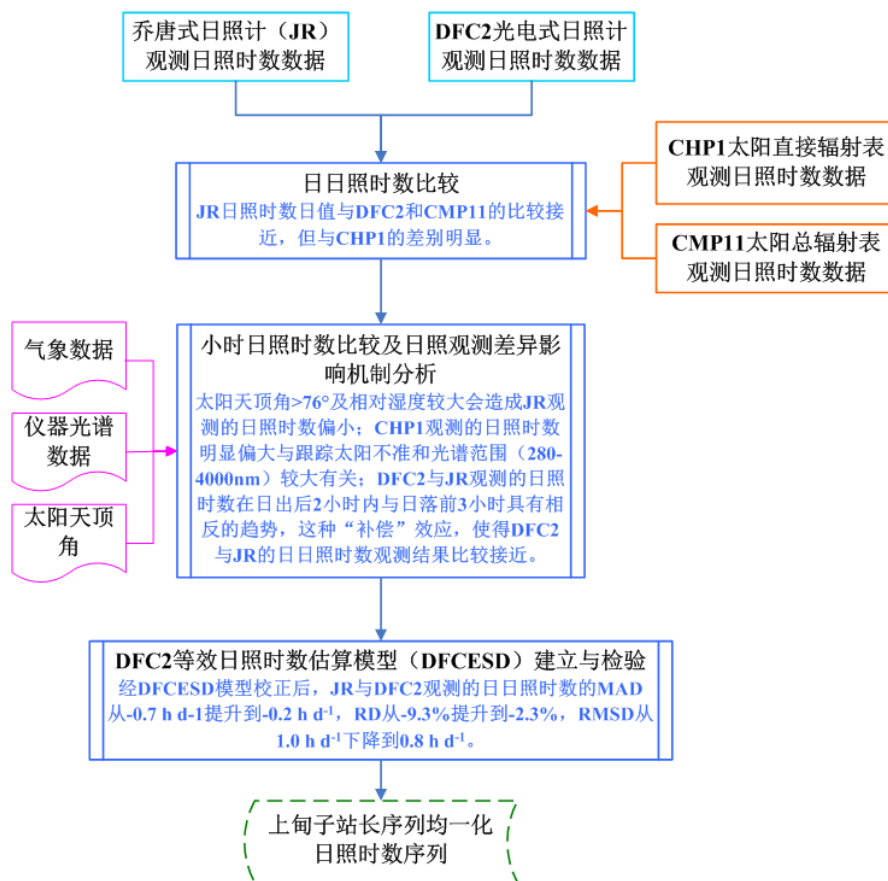 乔唐式日照计（JR）
观测日照时数数据
DFC2光电式日照计
观测日照时数数据
CHP1太阳直接辐射表
观测日照时数数据
CMP11太阳总辐射表
观测日照时数数据
日日照时数比较
JR日照时数日值与DFC2和CMP11的比较接
近，但与CHP1的差别明显。
气象数据
仪器光谱
数据
太阳天顶
角
小时日照时数比较及日照观测差异影
响机制分析
太阳天顶角>76°及相对湿度较大会造成JR观
测的日照时数偏小；CHP1观测的日照时数
明显偏大与跟踪太阳不准和光谱范围（280-
4000nm）较大有关；DFC2与JR观测的日照
时数在日出后2小时内与日落前3小时具有相
反的趋势，这种“补偿”效应，使得DFC2
与JR的日日照时数观测结果比较接近。
DFC2等效日照时数估算模型（DFCESD）建立与检验
经DFCESD模型校正后，JR与DFC2观测的日日照时数的MAD
从-0.7 h d-1提升到-0.2 h d⁻¹，RD从-9.3%提升到-2.3%，RMSD从
1.0 h d⁻¹下降到0.8 h d⁻¹。
上甸子站长序列均一化
日照时数序列